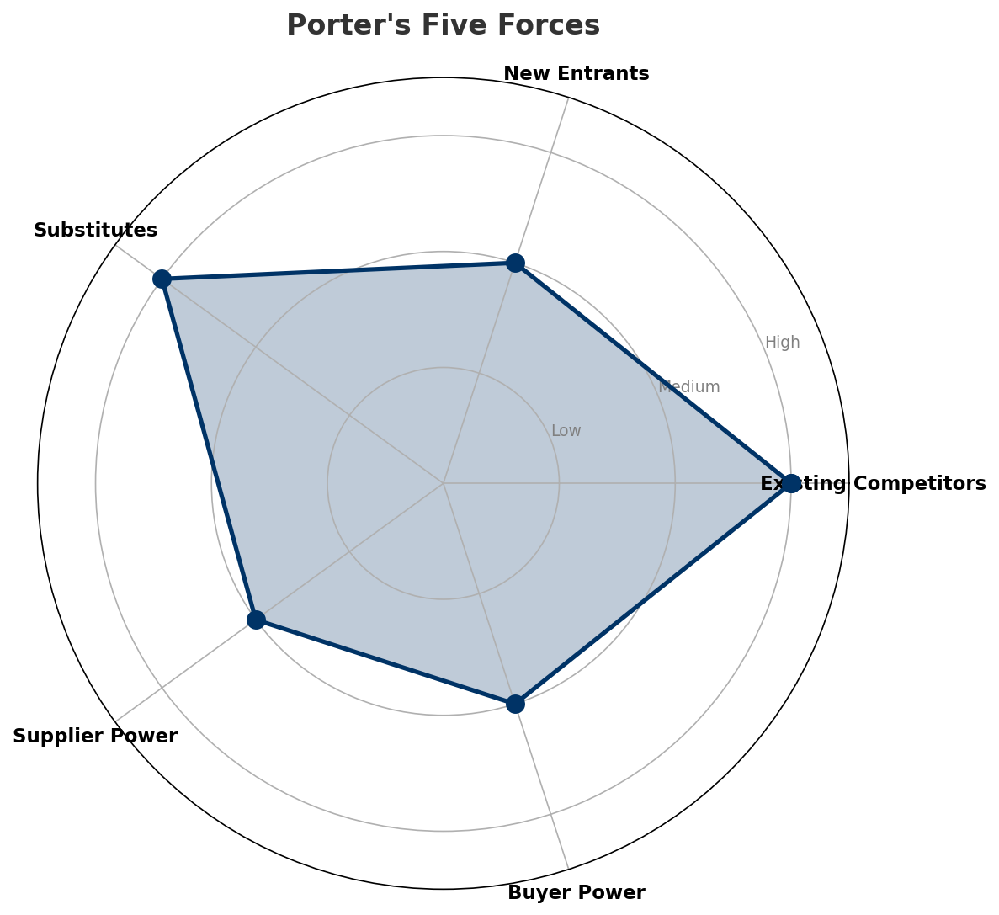 Porter's Five Forces
New Entrants
Substitutes
High
Medium
Low
Existing Competitors
Supplier Power
Buyer Power